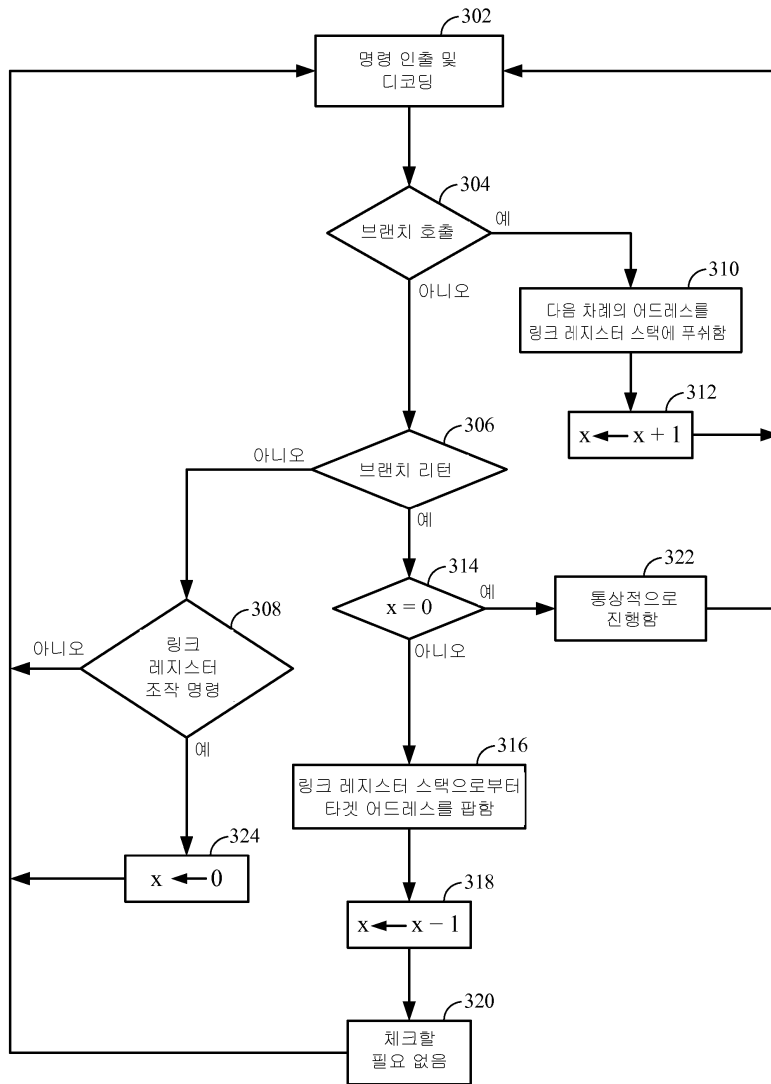 302
명령 인출 및
디코딩
304
브랜치 호출
예
아니오
310
다음 차례의 어드레스를
링크 레지스터 스택에 푸쉬함
312
x ← x + 1
306
브랜치 리턴
아니오
예
314
x = 0
예
아니오
322
통상적으로
진행함
308
링크
레지스터
조작 명령
아니오
예
316
링크 레지스터 스택으로부터
타겟 어드레스를 팝함
324
x ← 0
318
x ← x − 1
320
체크할
필요 없음